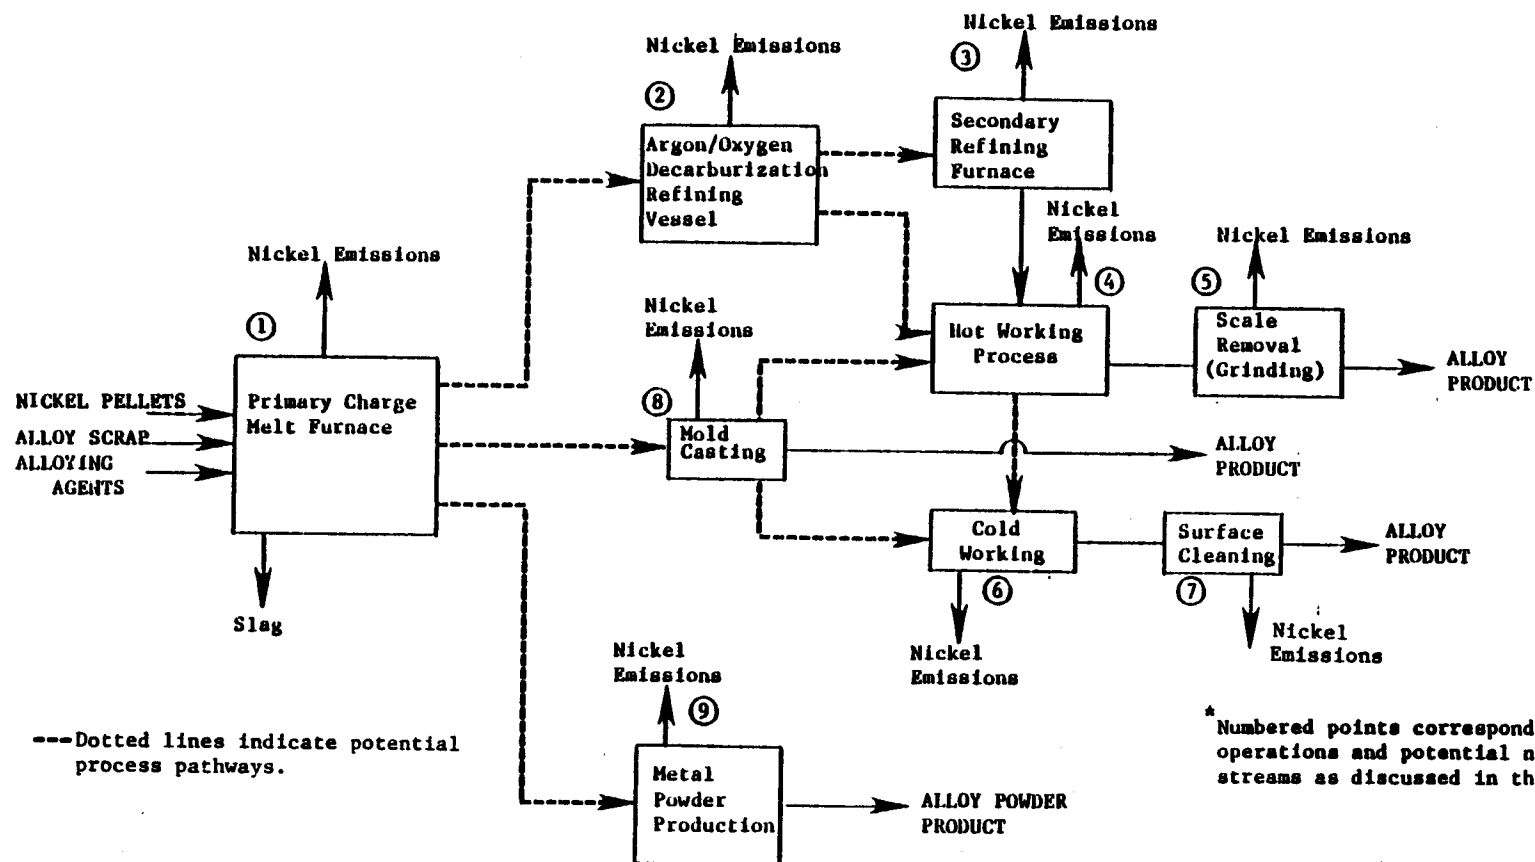 Nickel Emissions
③
Nickel Emissions
②
Argon/Oxygen
Decarburization
Refining
Vessel
Secondary
Refining
Furnace
Nickel
Emissions
④
Nickel Emissions
⑤
Nickel Emissions
①
Nickel
Emissions
Hot Working
Process
Scale
Removal
(Grinding)
ALLOY
PRODUCT
NICKEL PELLETS
ALLOY SCRAP
ALLOYING
AGENTS
Primary Charge
Melt Furnace
⑧
Mold
Casting
ALLOY
PRODUCT
Cold
Working
⑥
Surface
Cleaning
⑦
ALLOY
PRODUCT
Slag
Nickel
Emissions
Nickel
Emissions
Nickel
Emissions
⑨
---Dotted lines indicate potential
process pathways.
Metal
Powder
Production
ALLOY POWDER
PRODUCT
*
Numbered points correspond
operations and potential n
streams as discussed in th